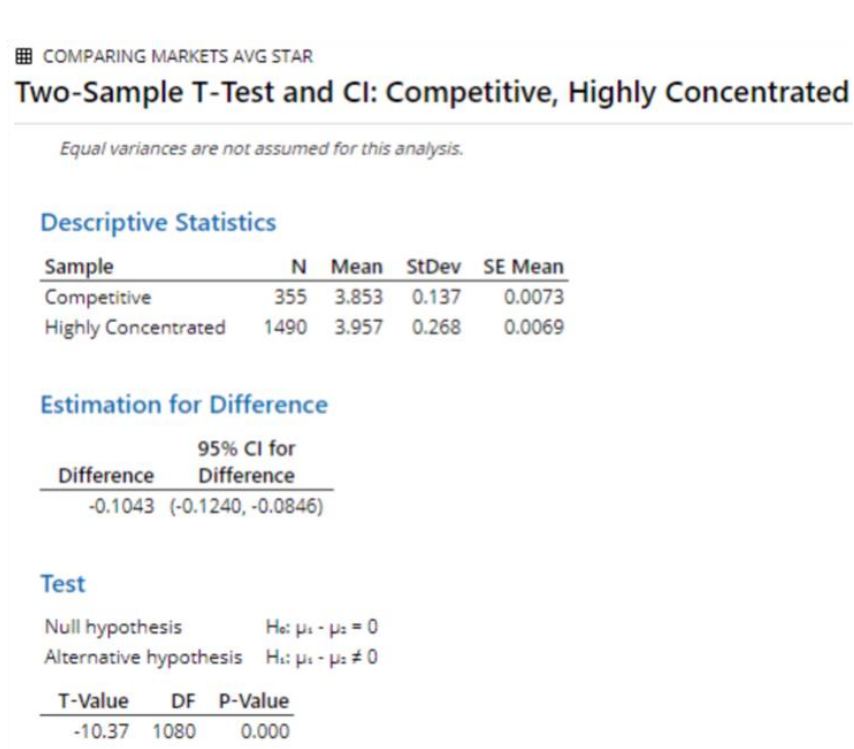 COMPARING MARKETS AVG STAR
Two-Sample T-Test and CI: Competitive, Highly Concentrated
Equal variances are not assumed for this analysis.
Descriptive Statistics
Sample N Mean StDev SE Mean
Competitive 355 3.853 0.137 0.0073
Highly Concentrated 1490 3.957 0.268 0.0069
Estimation for Difference
95% CI for
Difference Difference
-0.1043 (-0.1240, -0.0846)
Test
Null hypothesis H₀: μ₁ - µ₂ = 0
Alternative hypothesis H₁: μ₁ - µ₂ ≠ 0
T-Value DF P-Value
-10.37 1080 0.000